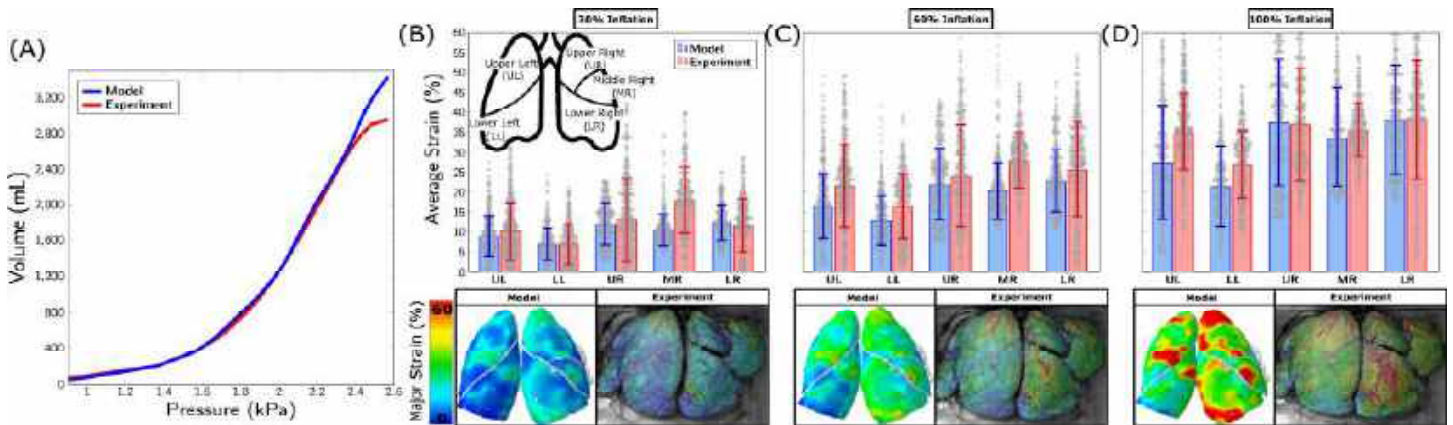 (A)
Model
Experiment
3,200
2,800
2,400
2,000
1,600
1,200
800
400
0
1
1.2
1.4
1.6
1.8
2
2.2
2.4
2.6
Volume (mL)
Pressure (kPa)
(B)
30% Inflation
Upper Left
(UL)
Upper Right
(UR)
Middle Right
(MR)
Lower Left
(LL)
Lower Right
(LR)
Model
Experiment
60
55
50
45
40
35
30
25
20
15
10
5
0
Average Strain (%)
UL LL UR MR LR
Model
Experiment
Major Strain (%)
60
0
(C)
60% Inflation
Model
Experiment
UL LL UR MR LR
Model
Experiment
(D)
100% Inflation
Model
Experiment
UL LL UR MR LR
Model
Experiment